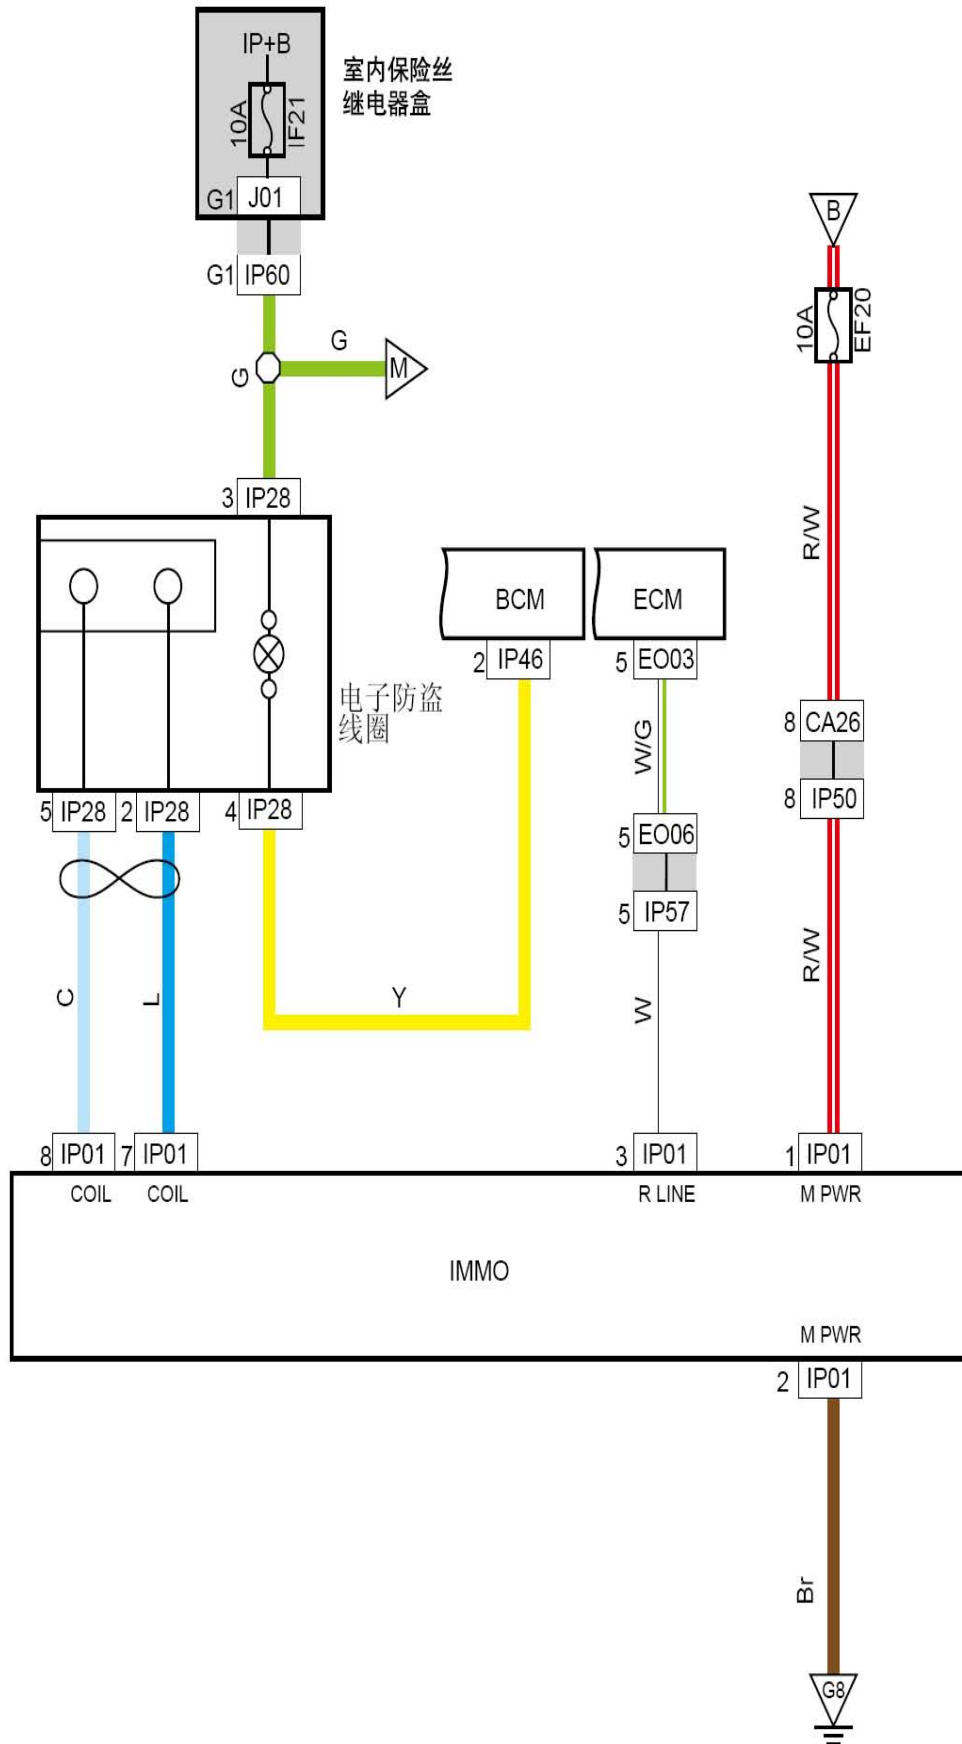 IP+B
室内保险丝
继电器盒
10A
IF21
G1 J01
B
G1 IP60
10A
EF20
G
G
M
3 IP28
R/W
BCM
ECM
2 IP46
5 EO03
电子防盗
线圈
8 CA26
W/G
8 IP50
5 IP28
2 IP28
4 IP28
5 EO06
5 IP57
R/W
C
L
Y
W
8 IP01
7 IP01
3 IP01
1 IP01
COIL
COIL
R LINE
M PWR
IMMO
M PWR
2 IP01
Br
G8